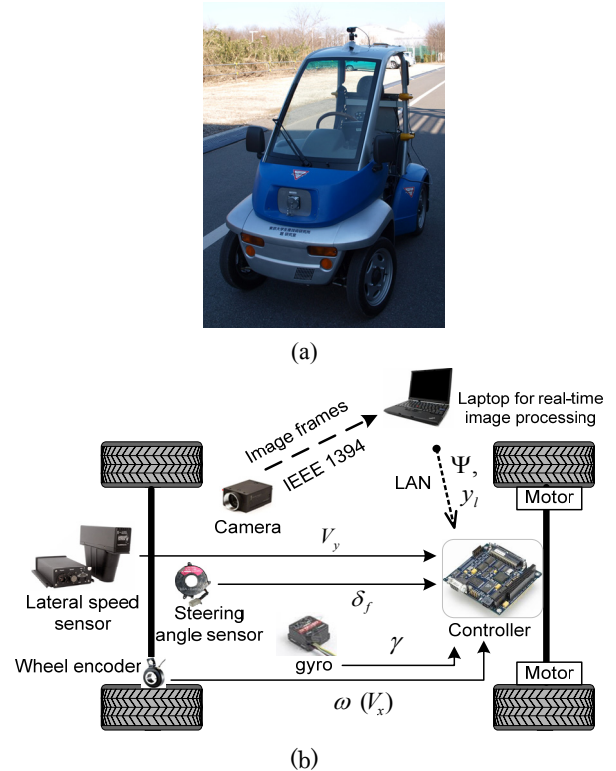 (a)
Laptop for real-time
image processing
Image frames
IEEE 1394
LAN
Ψ,
y_l
Motor
Camera
V_y
Lateral speed
sensor
Steering
angle sensor
δ_f
Controller
gyro
γ
Wheel encoder
Motor
ω (V_x)
(b)